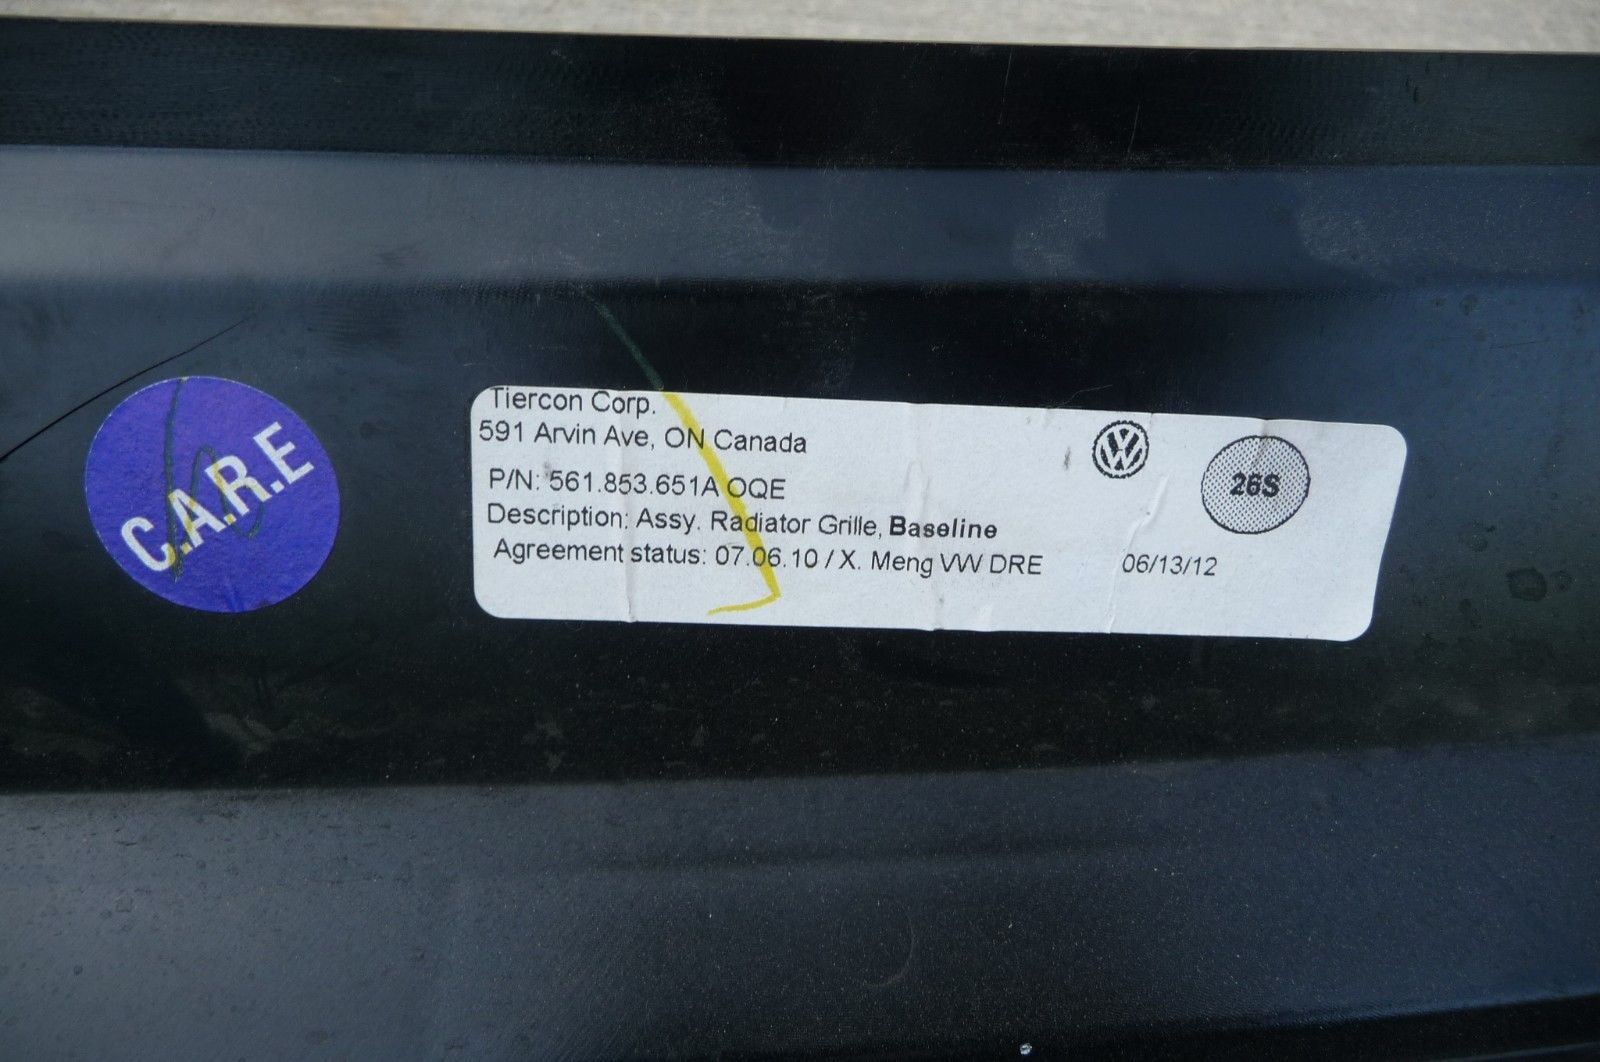 C.A.R.E
Tiercon Corp.
591 Arvin Ave, ON Canada
P/N: 561.853.651A OQE
Description: Assy. Radiator Grille, Baseline
Agreement status: 07.06.10 / X. Meng VW DRE 06/13/12
VW
26S